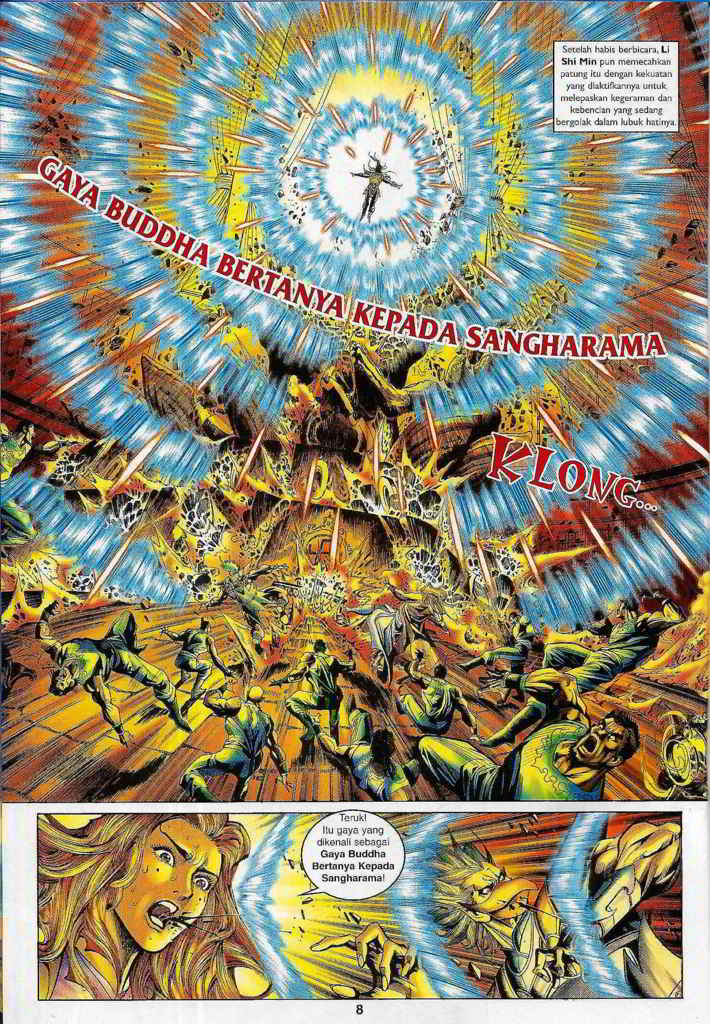 Setelah habis berbicara, Li
Shi Min pun memecahkan
patung itu dengan kekuatan
yang diaktifkannya untuk
melepaskan kegeraman dan
kebencian yang sedang
bergolak dalam lubuk hatinya.
GAYA BUDDHA BERTANYA KEPADA SANGHARAMA
KLONG...
Teruk!
Itu gaya yang
dikenali sebagai
Gaya Buddha
Bertanya Kepada
Sangharama!
8